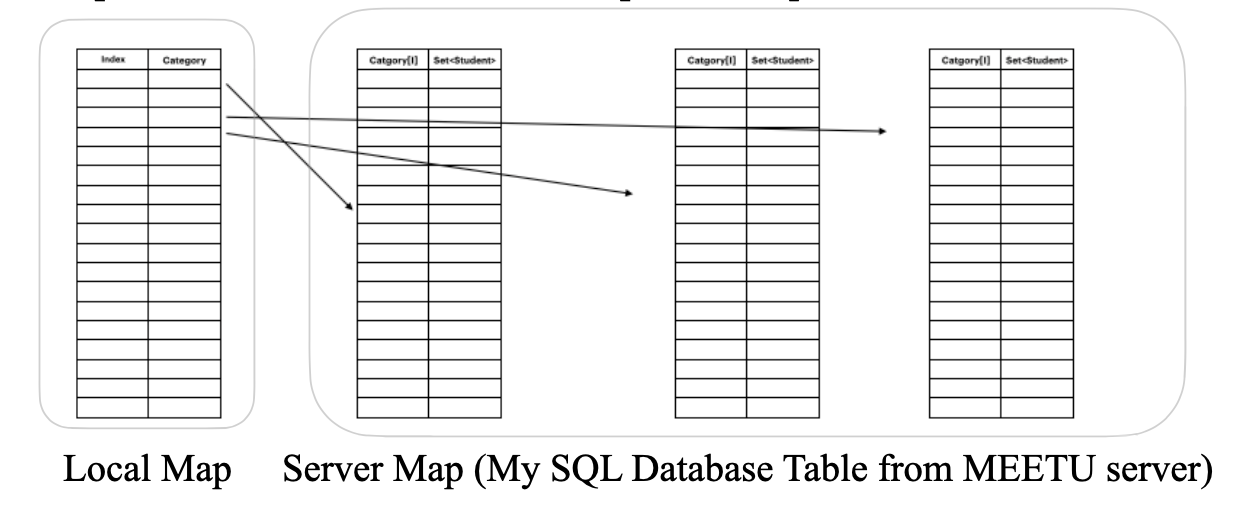 Index Category
Catgory[I] Set<Student>
Catgory[I] Set<Student>
Catgory[I] Set<Student>
Local Map
Server Map (My SQL Database Table from MEETU server)